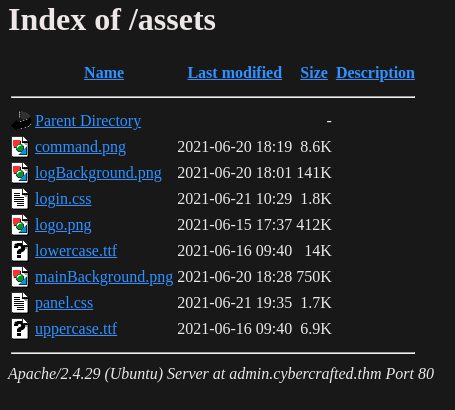 Index of /assets
Name Last modified Size Description
Parent Directory -
command.png 2021-06-20 18:19 8.6K
logBackground.png 2021-06-20 18:01 141K
login.css 2021-06-21 10:29 1.8K
logo.png 2021-06-15 17:37 412K
lowercase.ttf 2021-06-16 09:40 14K
mainBackground.png 2021-06-20 18:28 750K
panel.css 2021-06-21 19:35 1.7K
uppercase.ttf 2021-06-16 09:40 6.9K
Apache/2.4.29 (Ubuntu) Server at admin.cybercrafted.thm Port 80